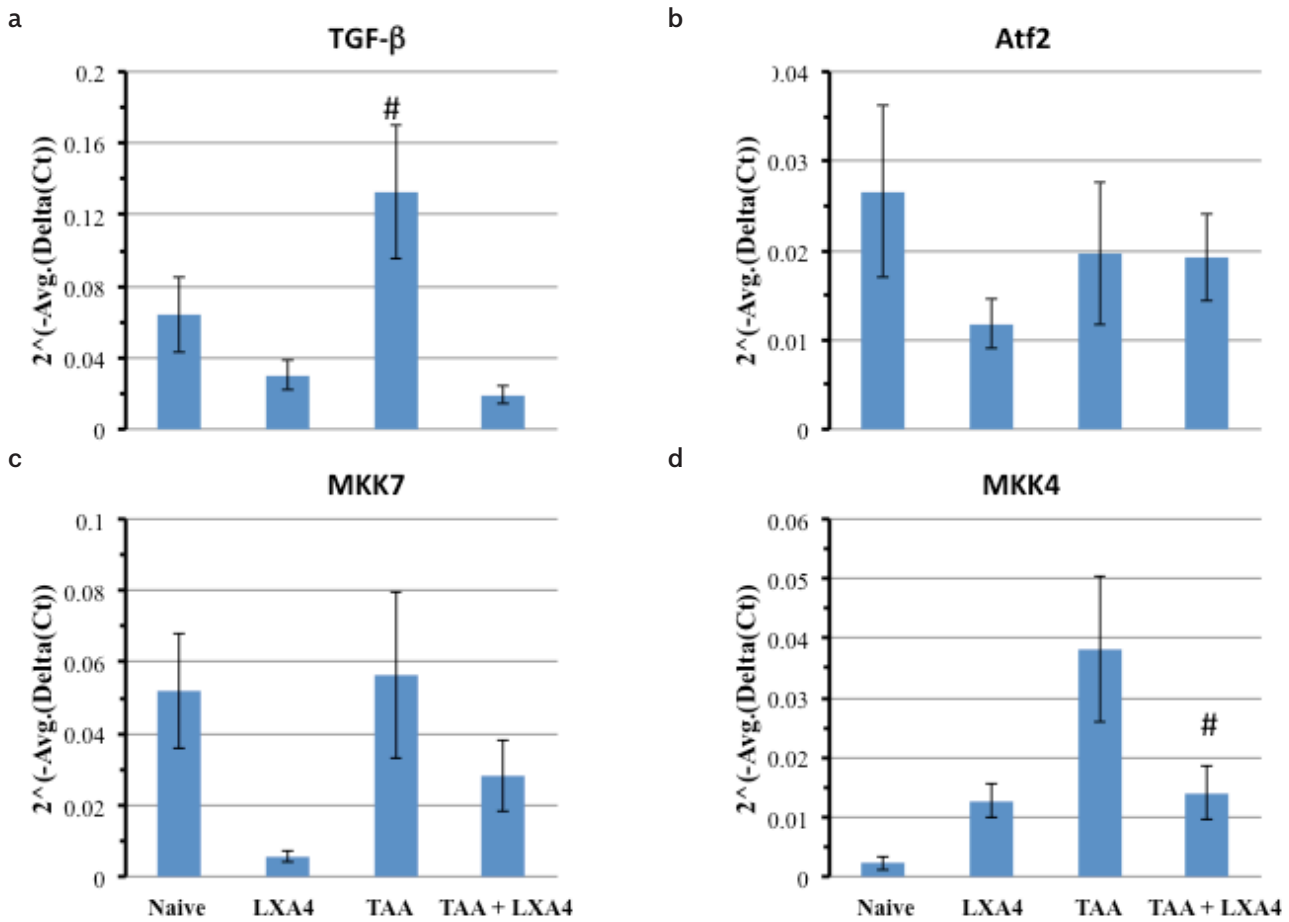 a
TGF-β
2^(-Avg.(Delta(Ct))
0.2
0.16
0.12
0.08
0.04
0
#
b
Atf2
2^(-Avg.(Delta(Ct))
).04
0.03
0.02
0.01
0
c
MKK7
2^(-Avg.(Delta(Ct))
0.1
0.08
0.06
0.04
0.02
0
Naive LXA4 TAA TAA + LXA4
d
MKK4
2^(-Avg.(Delta(Ct))
0.06
0.05
0.04
0.03
0.02
0.01
0
#
Naive LXA4 TAA TAA + LXA4